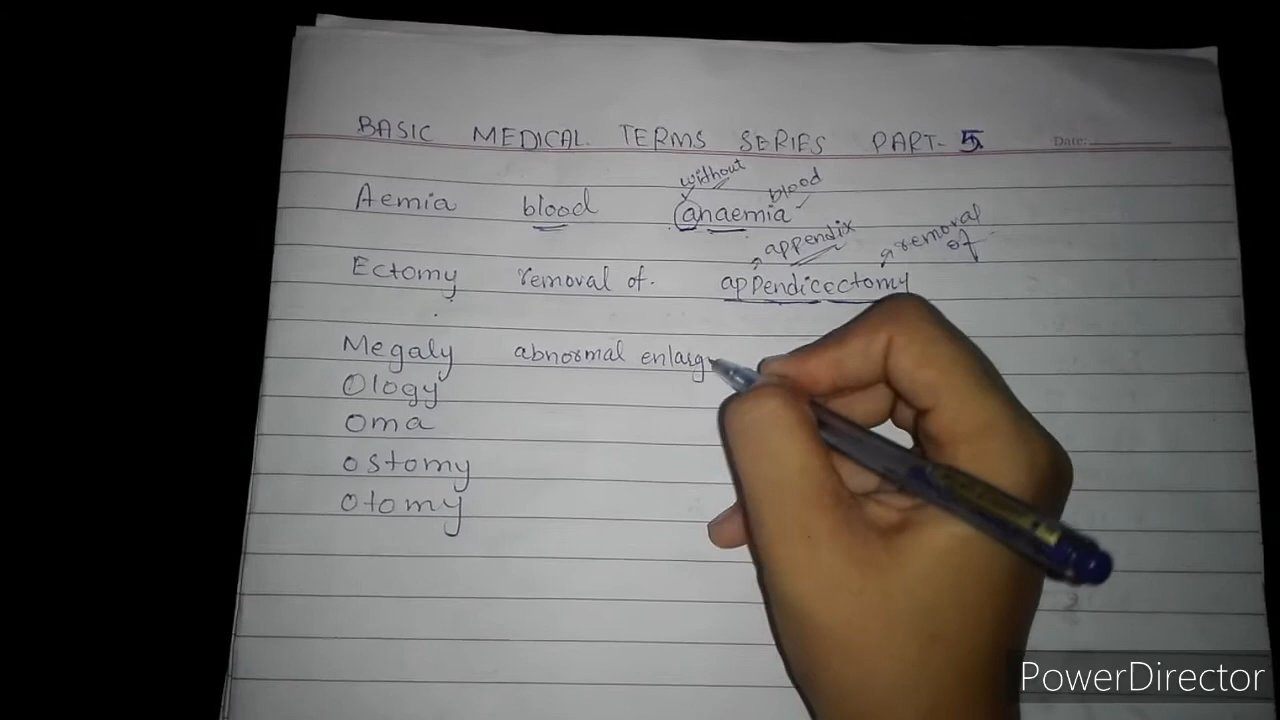 BASIC MEDICAL TERMS SERIES PART-5.
Date:
without
blood
Aemia blood anaemia
appendix removal of
Ectomy removal of. appendicectomy
Megaly abnormal enlarg
Ology
Oma
Ostomy
Otomy
PowerDirector